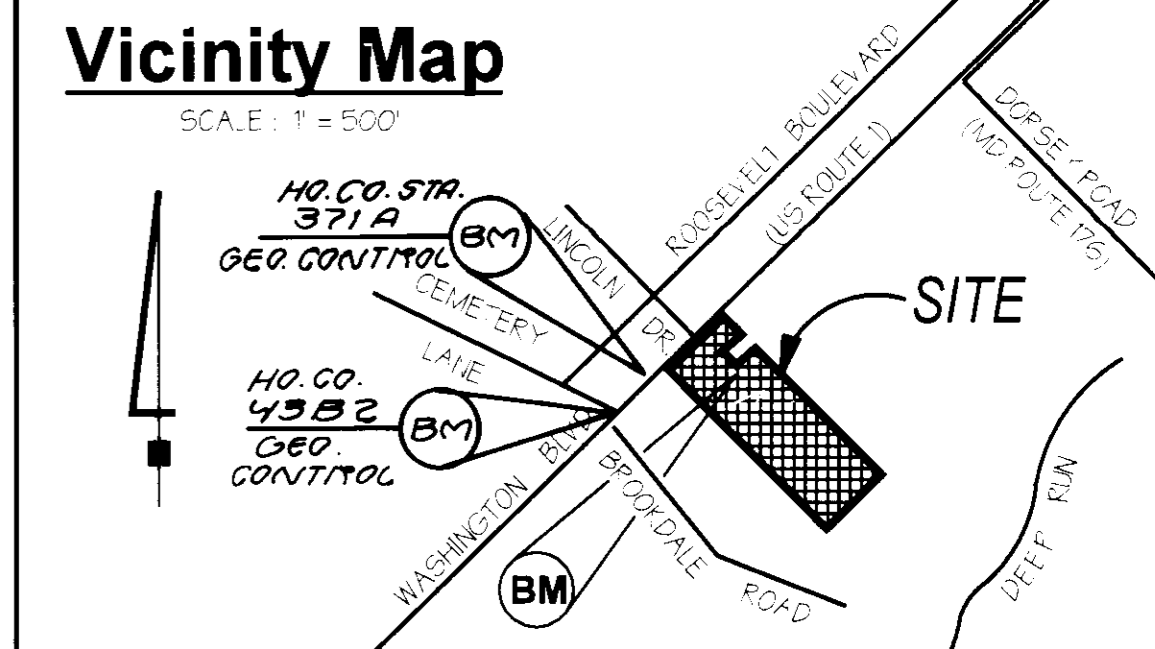 Vicinity Map
SCALE : 1" = 500'
HO.CO. STA.
371A
GEO. CONTROL
BM
HO.CO.
43B2
GEO.
CONTROL
BM
CEMETERY
LANE
LINCOLN
DR.
ROOSEVELT BOULEVARD
(US ROUTE 1)
DORSEY ROAD
(MD ROUTE 176)
SITE
WASHINGTON BLVD
BROOKDALE
ROAD
BM
DEEP RUN